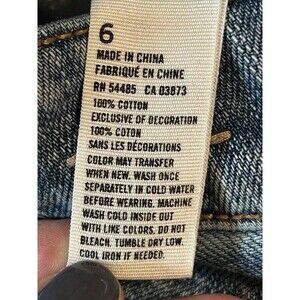 6
MADE IN CHINA
FABRIQUÉ EN CHINE
RN 54485 CA 03873
100% COTTON
EXCLUSIVE OF DECORATION
100% COTON
SANS LES DÉCORATIONS
COLOR MAY TRANSFER
WHEN NEW. WASH ONCE
SEPARATELY IN COLD WATER
BEFORE WEARING. MACHINE
WASH COLD INSIDE OUT
WITH LIKE COLORS. DO NOT
BLEACH. TUMBLE DRY LOW.
COOL IRON IF NEEDED.